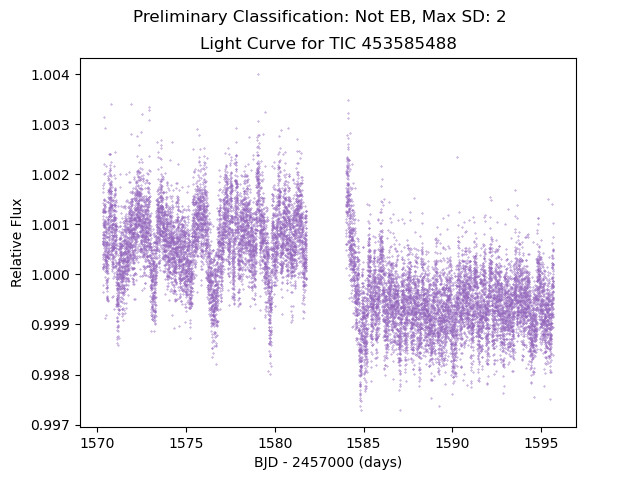 Preliminary Classification: Not EB, Max SD: 2
Light Curve for TIC 453585488
1.004
1.003
1.002
1.001
1.000
0.999
0.998
0.997
Relative Flux
1570 1575 1580 1585 1590 1595
BJD - 2457000 (days)